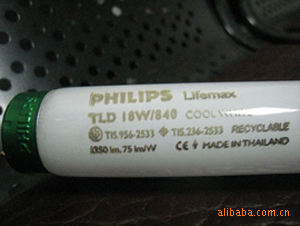 PHILIPS Lifemax
TLD 18W/840 COOL WHITE
TIS.956-2533 TIS.236-2533 RECYCLABLE
1350 lm, 75 lm/W CE MADE IN THAILAND
alibaba.com.cn